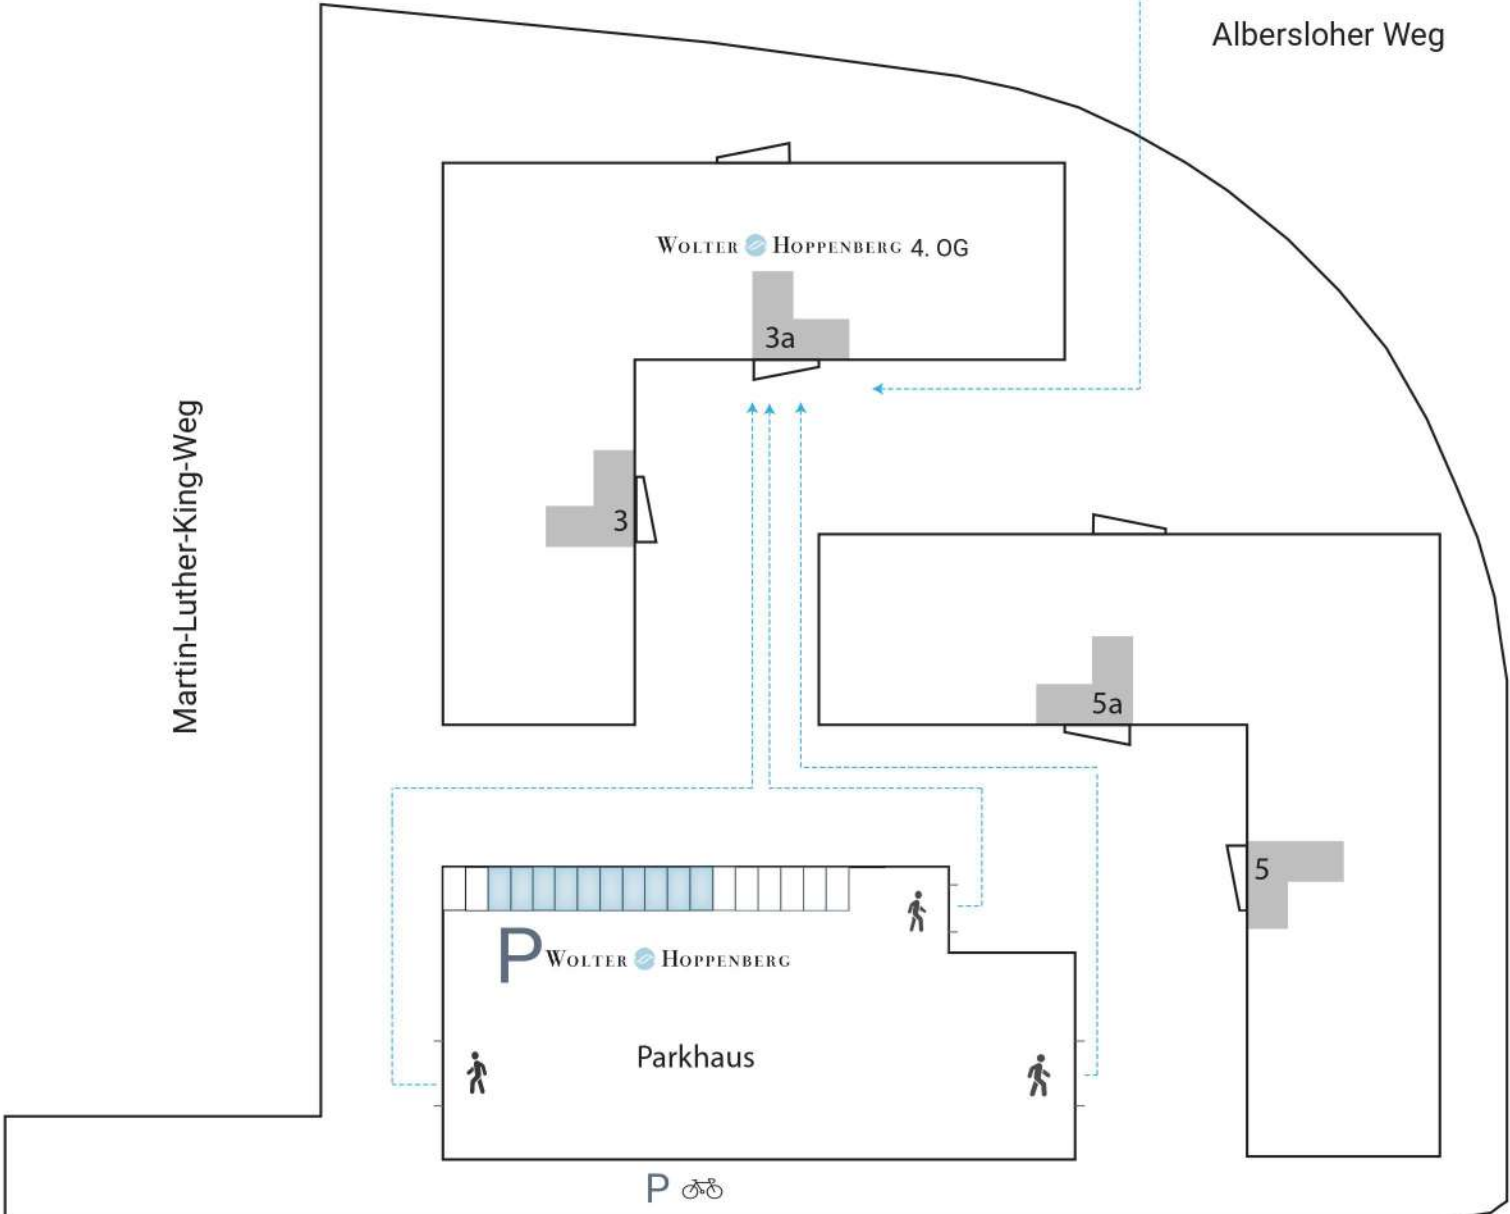 Albersloher Weg
WOLTER HOPPENBERG 4. OG
3a
Martin-Luther-King-Weg
3
5a
5
P WOLTER HOPPENBERG
Parkhaus
P